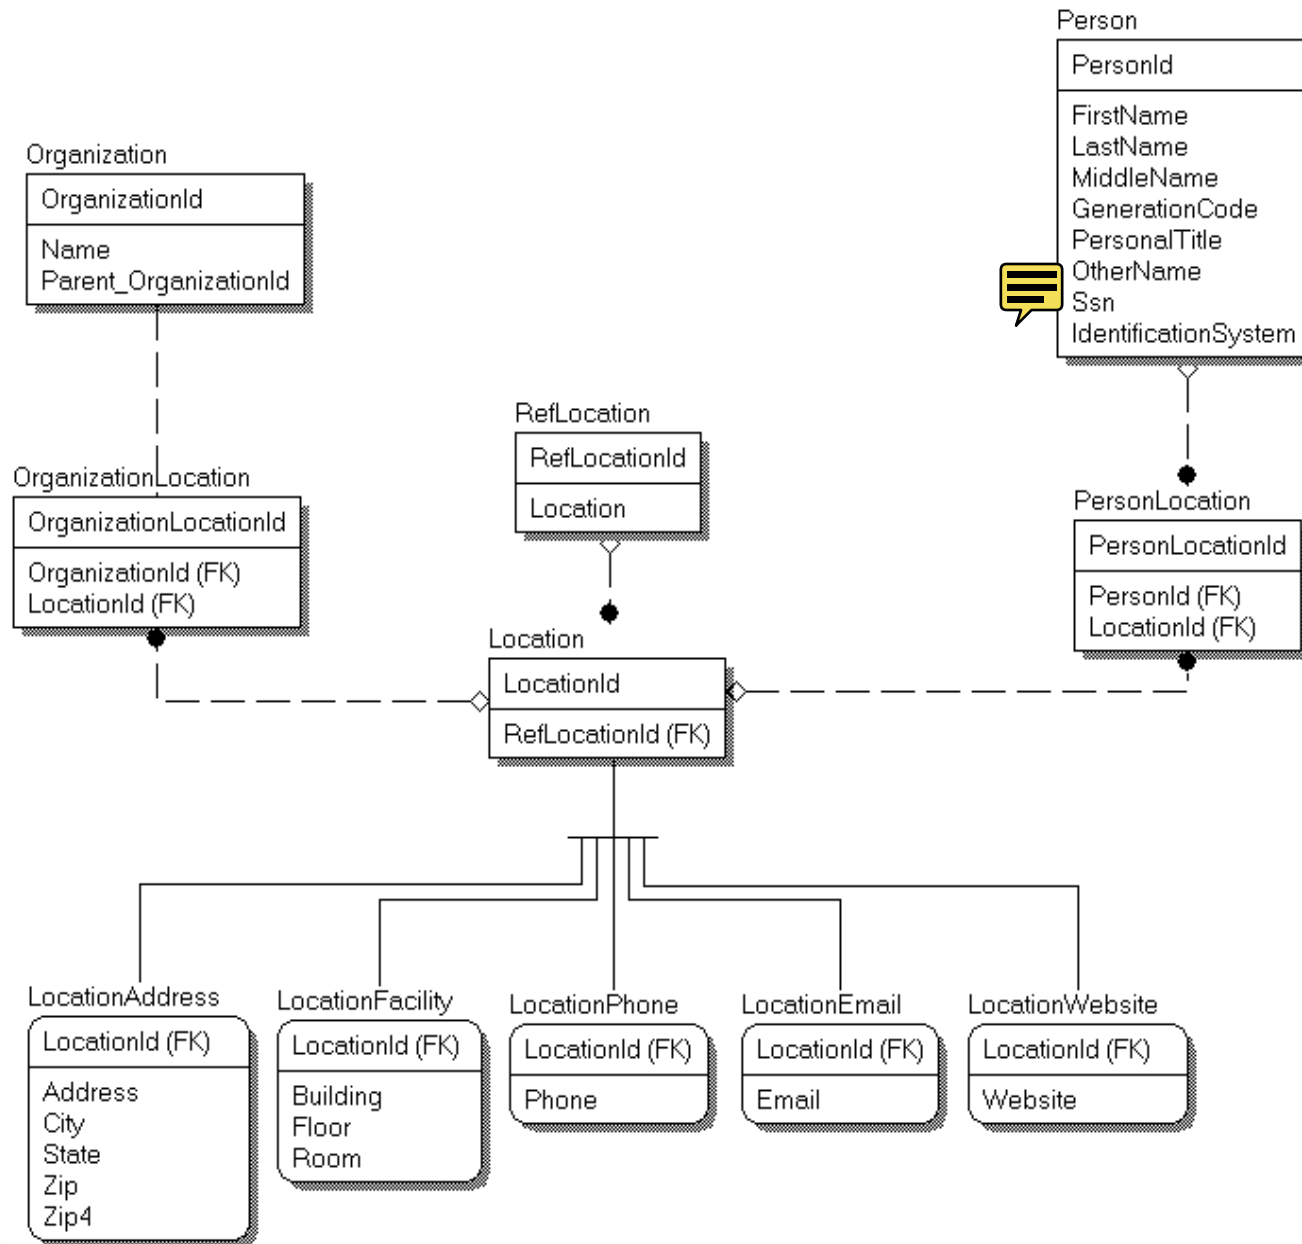 Person
PersonId
FirstName
LastName
MiddleName
GenerationCode
PersonalTitle
OtherName
Ssn
IdentificationSystem
Organization
OrganizationId
Name
Parent_OrganizationId
RefLocation
RefLocationId
Location
OrganizationLocation
OrganizationLocationId
OrganizationId (FK)
LocationId (FK)
PersonLocation
PersonLocationId
PersonId (FK)
LocationId (FK)
Location
LocationId
RefLocationId (FK)
LocationAddress
LocationId (FK)
Address
City
State
Zip
Zip4
LocationFacility
LocationId (FK)
Building
Floor
Room
LocationPhone
LocationId (FK)
Phone
LocationEmail
LocationId (FK)
Email
LocationWebsite
LocationId (FK)
Website